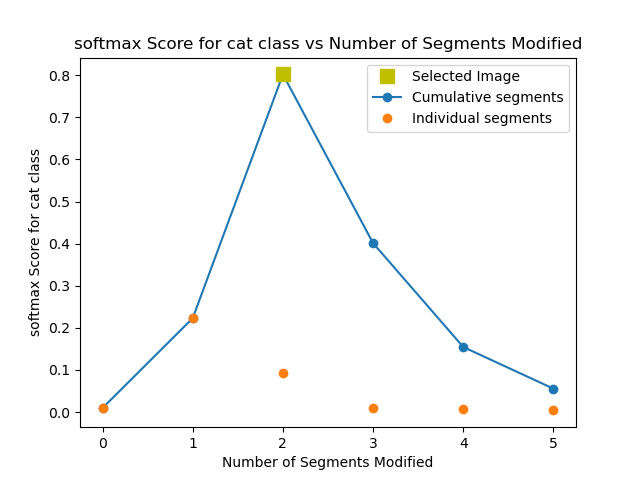 softmax Score for cat class vs Number of Segments Modified
Selected Image
Cumulative segments
Individual segments
softmax Score for cat class
0.8
0.7
0.6
0.5
0.4
0.3
0.2
0.1
0.0
0 1 2 3 4 5
Number of Segments Modified